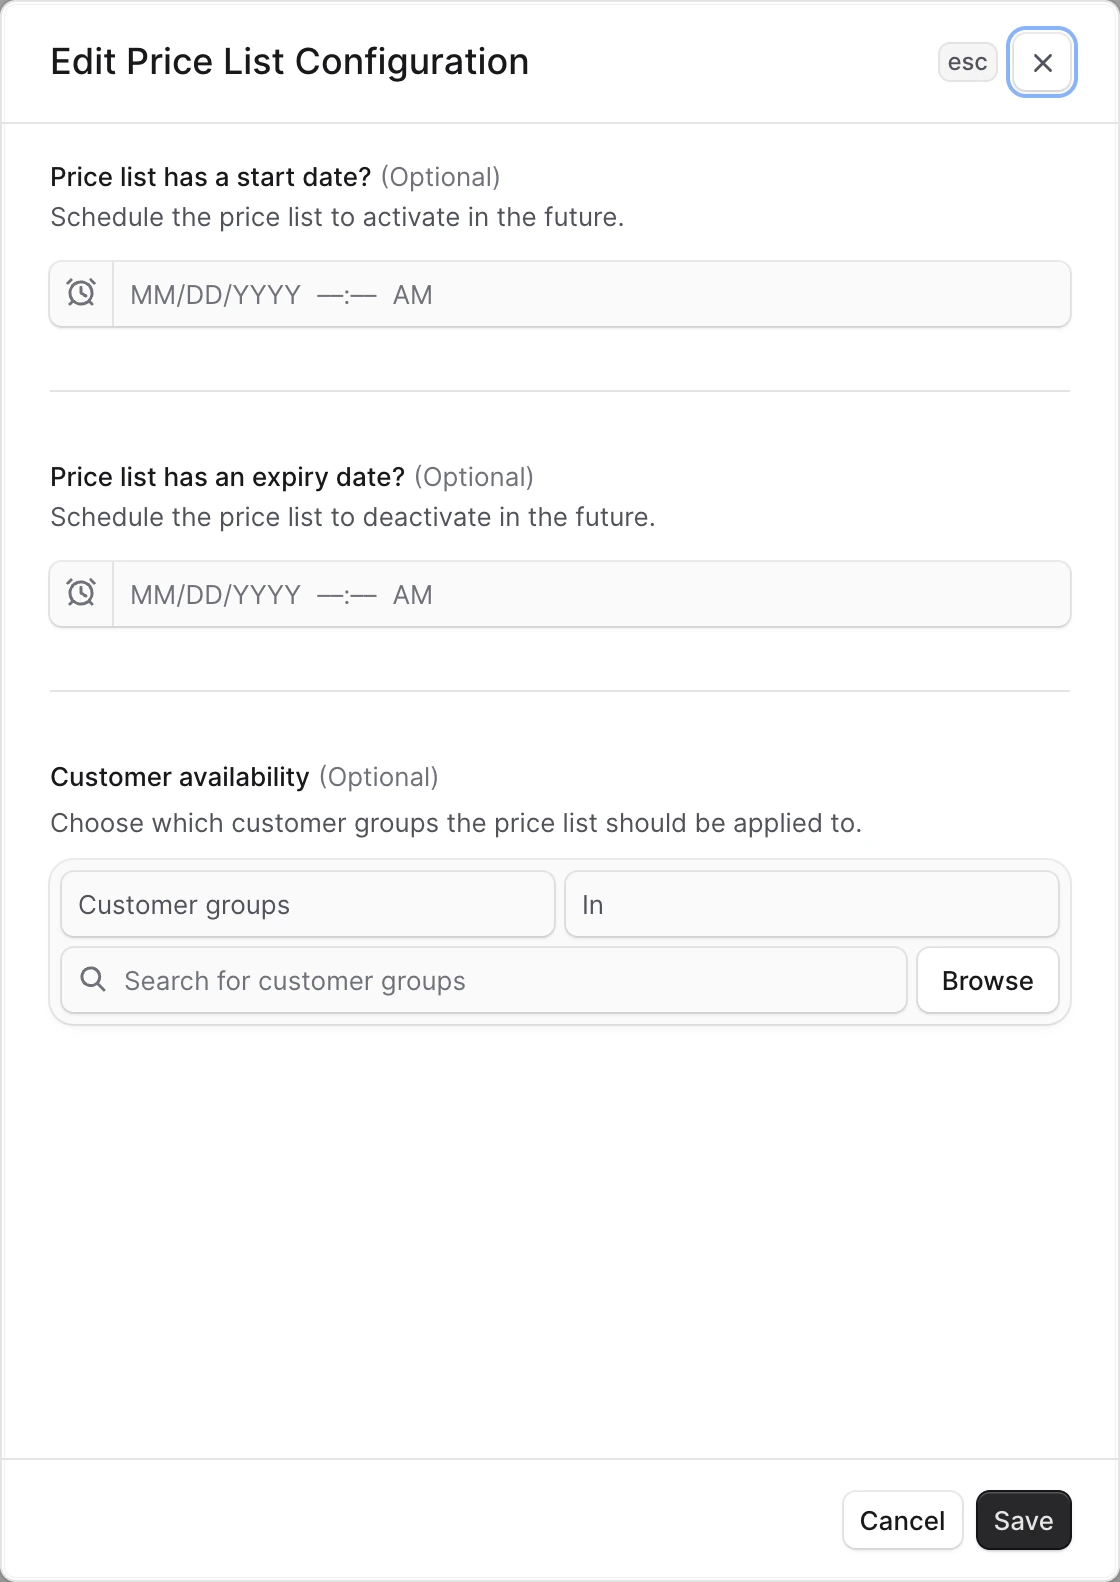 Edit Price List Configuration esc
Price list has a start date? (Optional)
Schedule the price list to activate in the future.
MM/DD/YYYY ––:–– AM
Price list has an expiry date? (Optional)
Schedule the price list to deactivate in the future.
MM/DD/YYYY ––:–– AM
Customer availability (Optional)
Choose which customer groups the price list should be applied to.
Customer groups In
Search for customer groups Browse
Cancel Save